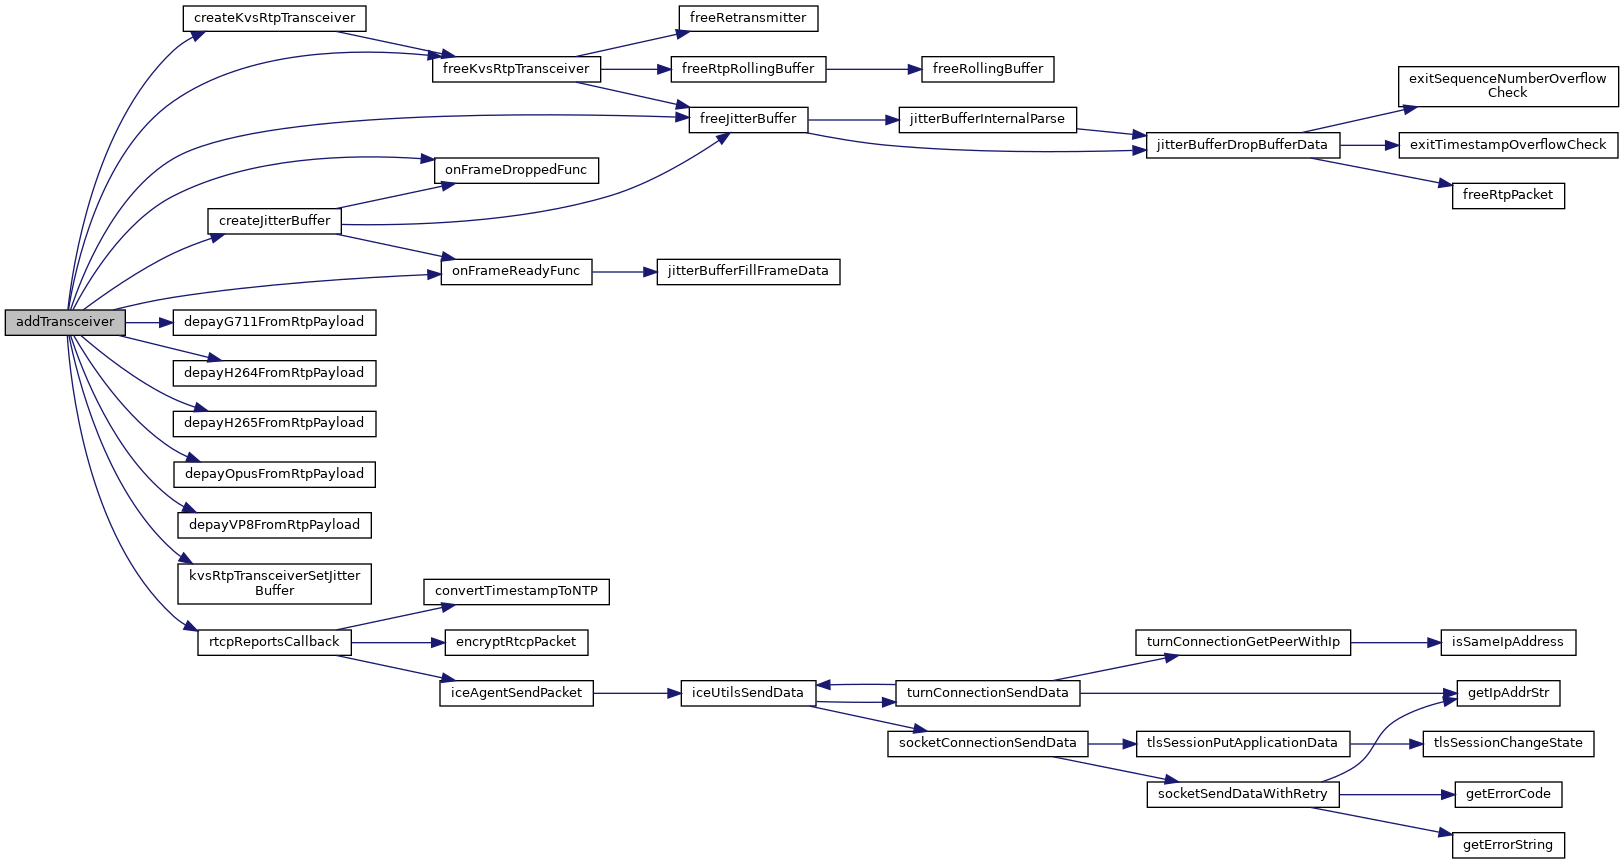 createKvsRtpTransceiver
freeRetransmitter
freeKvsRtpTransceiver
freeRtpRollingBuffer
freeRollingBuffer
exitSequenceNumberOverflow
Check
freeJitterBuffer
jitterBufferInternalParse
jitterBufferDropBufferData
exitTimestampOverflowCheck
onFrameDroppedFunc
freeRtpPacket
createJitterBuffer
onFrameReadyFunc
jitterBufferFillFrameData
addTransceiver
depayG711FromRtpPayload
depayH264FromRtpPayload
depayH265FromRtpPayload
depayOpusFromRtpPayload
depayVP8FromRtpPayload
kvsRtpTransceiverSetJitter
Buffer
convertTimestampToNTP
rtcpReportsCallback
encryptRtcpPacket
turnConnectionGetPeerWithIp
isSameIpAddress
iceAgentSendPacket
iceUtilsSendData
turnConnectionSendData
getIpAddrStr
socketConnectionSendData
tlsSessionPutApplicationData
tlsSessionChangeState
socketSendDataWithRetry
getErrorCode
getErrorString